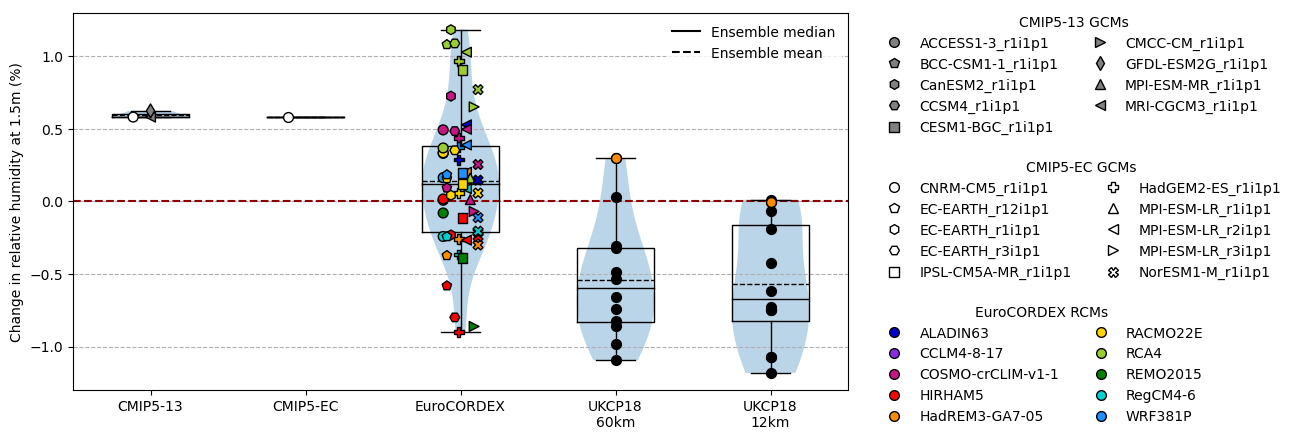 Change in relative humidity at 1.5m (%)
1.0
0.5
0.0
−0.5
−1.0
Ensemble median
Ensemble mean
CMIP5-13
CMIP5-EC
EuroCORDEX
UKCP18
60km
UKCP18
12km
CMIP5-13 GCMs
ACCESS1-3_r1i1p1
BCC-CSM1-1_r1i1p1
CanESM2_r1i1p1
CCSM4_r1i1p1
CESM1-BGC_r1i1p1
CMCC-CM_r1i1p1
GFDL-ESM2G_r1i1p1
MPI-ESM-MR_r1i1p1
MRI-CGCM3_r1i1p1
CMIP5-EC GCMs
CNRM-CM5_r1i1p1
EC-EARTH_r12i1p1
EC-EARTH_r1i1p1
EC-EARTH_r3i1p1
IPSL-CM5A-MR_r1i1p1
HadGEM2-ES_r1i1p1
MPI-ESM-LR_r1i1p1
MPI-ESM-LR_r2i1p1
MPI-ESM-LR_r3i1p1
NorESM1-M_r1i1p1
EuroCORDEX RCMs
ALADIN63
CCLM4-8-17
COSMO-crCLIM-v1-1
HIRHAM5
HadREM3-GA7-05
RACMO22E
RCA4
REMO2015
RegCM4-6
WRF381P